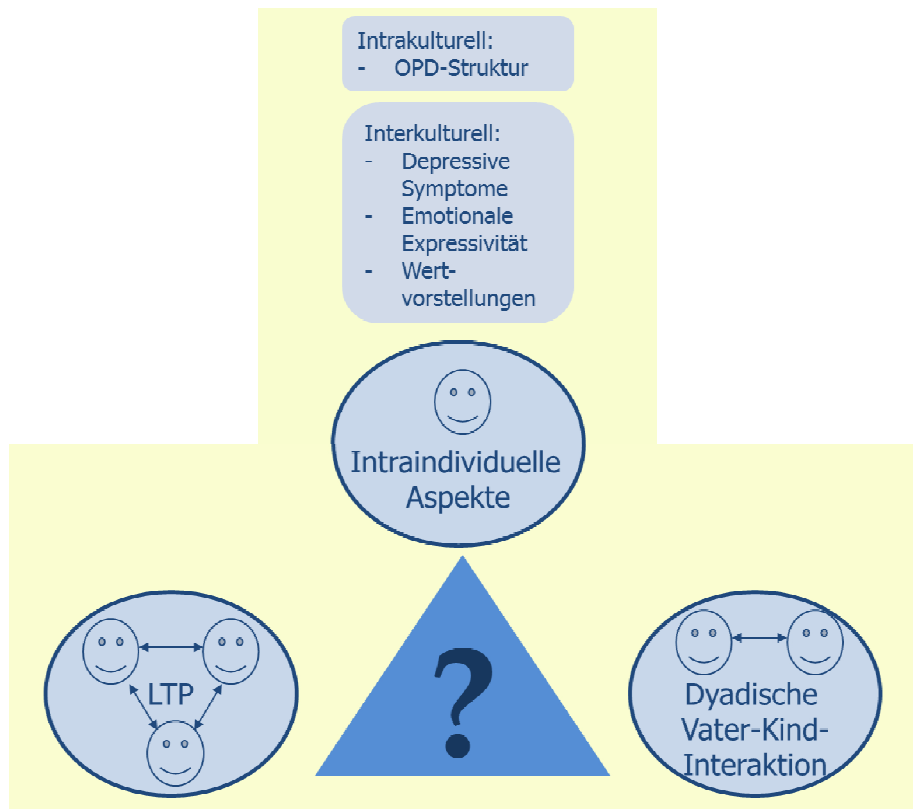 Intrakulturell:
- OPD-Struktur
Interkulturell:
- Depressive
Symptome
- Emotionale
Expressivität
- Wert-
vorstellungen
Intraindividuelle
Aspekte
LTP
?
Dyadische
Vater-Kind-
Interaktion